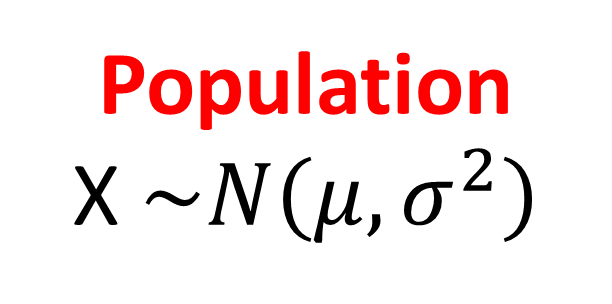 Population
X ~N(μ, σ²)